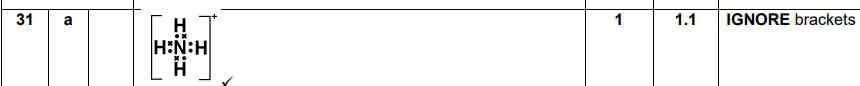 31 a H + 1 1.1 IGNORE brackets
H N H
H
✓